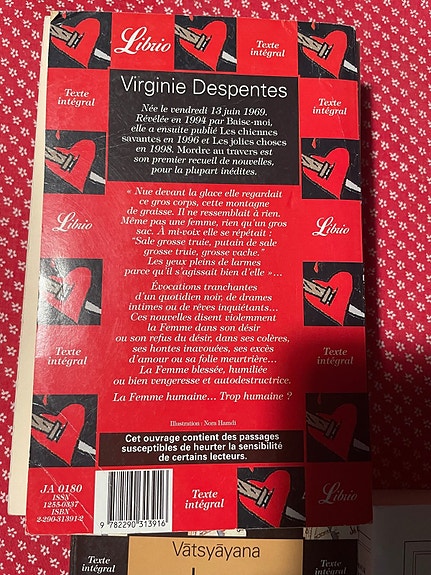 Librio
Texte
intégral
Virginie Despentes
Texte
intégral
Née le vendredi 13 juin 1969.
Révélée en 1994 par Baise-moi,
elle a ensuite publié Les chiennes
savantes en 1996 et Les jolies choses
en 1998. Mordre au travers est
son premier recueil de nouvelles,
pour la plupart inédites.
Texte
intégral
Librio
« Nue devant la glace elle regardait
ce gros corps, cette montagne
de graisse. Il ne ressemblait à rien.
Même pas une femme, rien qu'un gros
sac. À mi-voix elle se répétait :
"Sale grosse truie, putain de sale
grosse truie, grosse vache."
Les yeux pleins de larmes
parce qu'il s'agissait bien d'elle »...
Librio
Texte
intégral
Évocations tranchantes
d'un quotidien noir, de drames
intimes où de rêves inquiétants...
Ces nouvelles disent violemment
la Femme dans son désir
ou son refus du désir, dans ses colères,
ses hontes inavouées, ses excès
d'amour ou sa folie meurtrière...
La Femme blessée, humiliée
ou bien vengeresse et autodestructrice.
Texte
intégral
La Femme humaine... Trop humaine ?
Illustration : Nora Hamdi
Cet ouvrage contient des passages
susceptibles de heurter la sensibilité
de certains lecteurs.
JA 0180
ISSN
1255-0337
ISBN
2-290-31391-2
9 782290 313916
Texte
intégral
Librio
Texte
intégral
Vātsyāyana
Texte
intégral